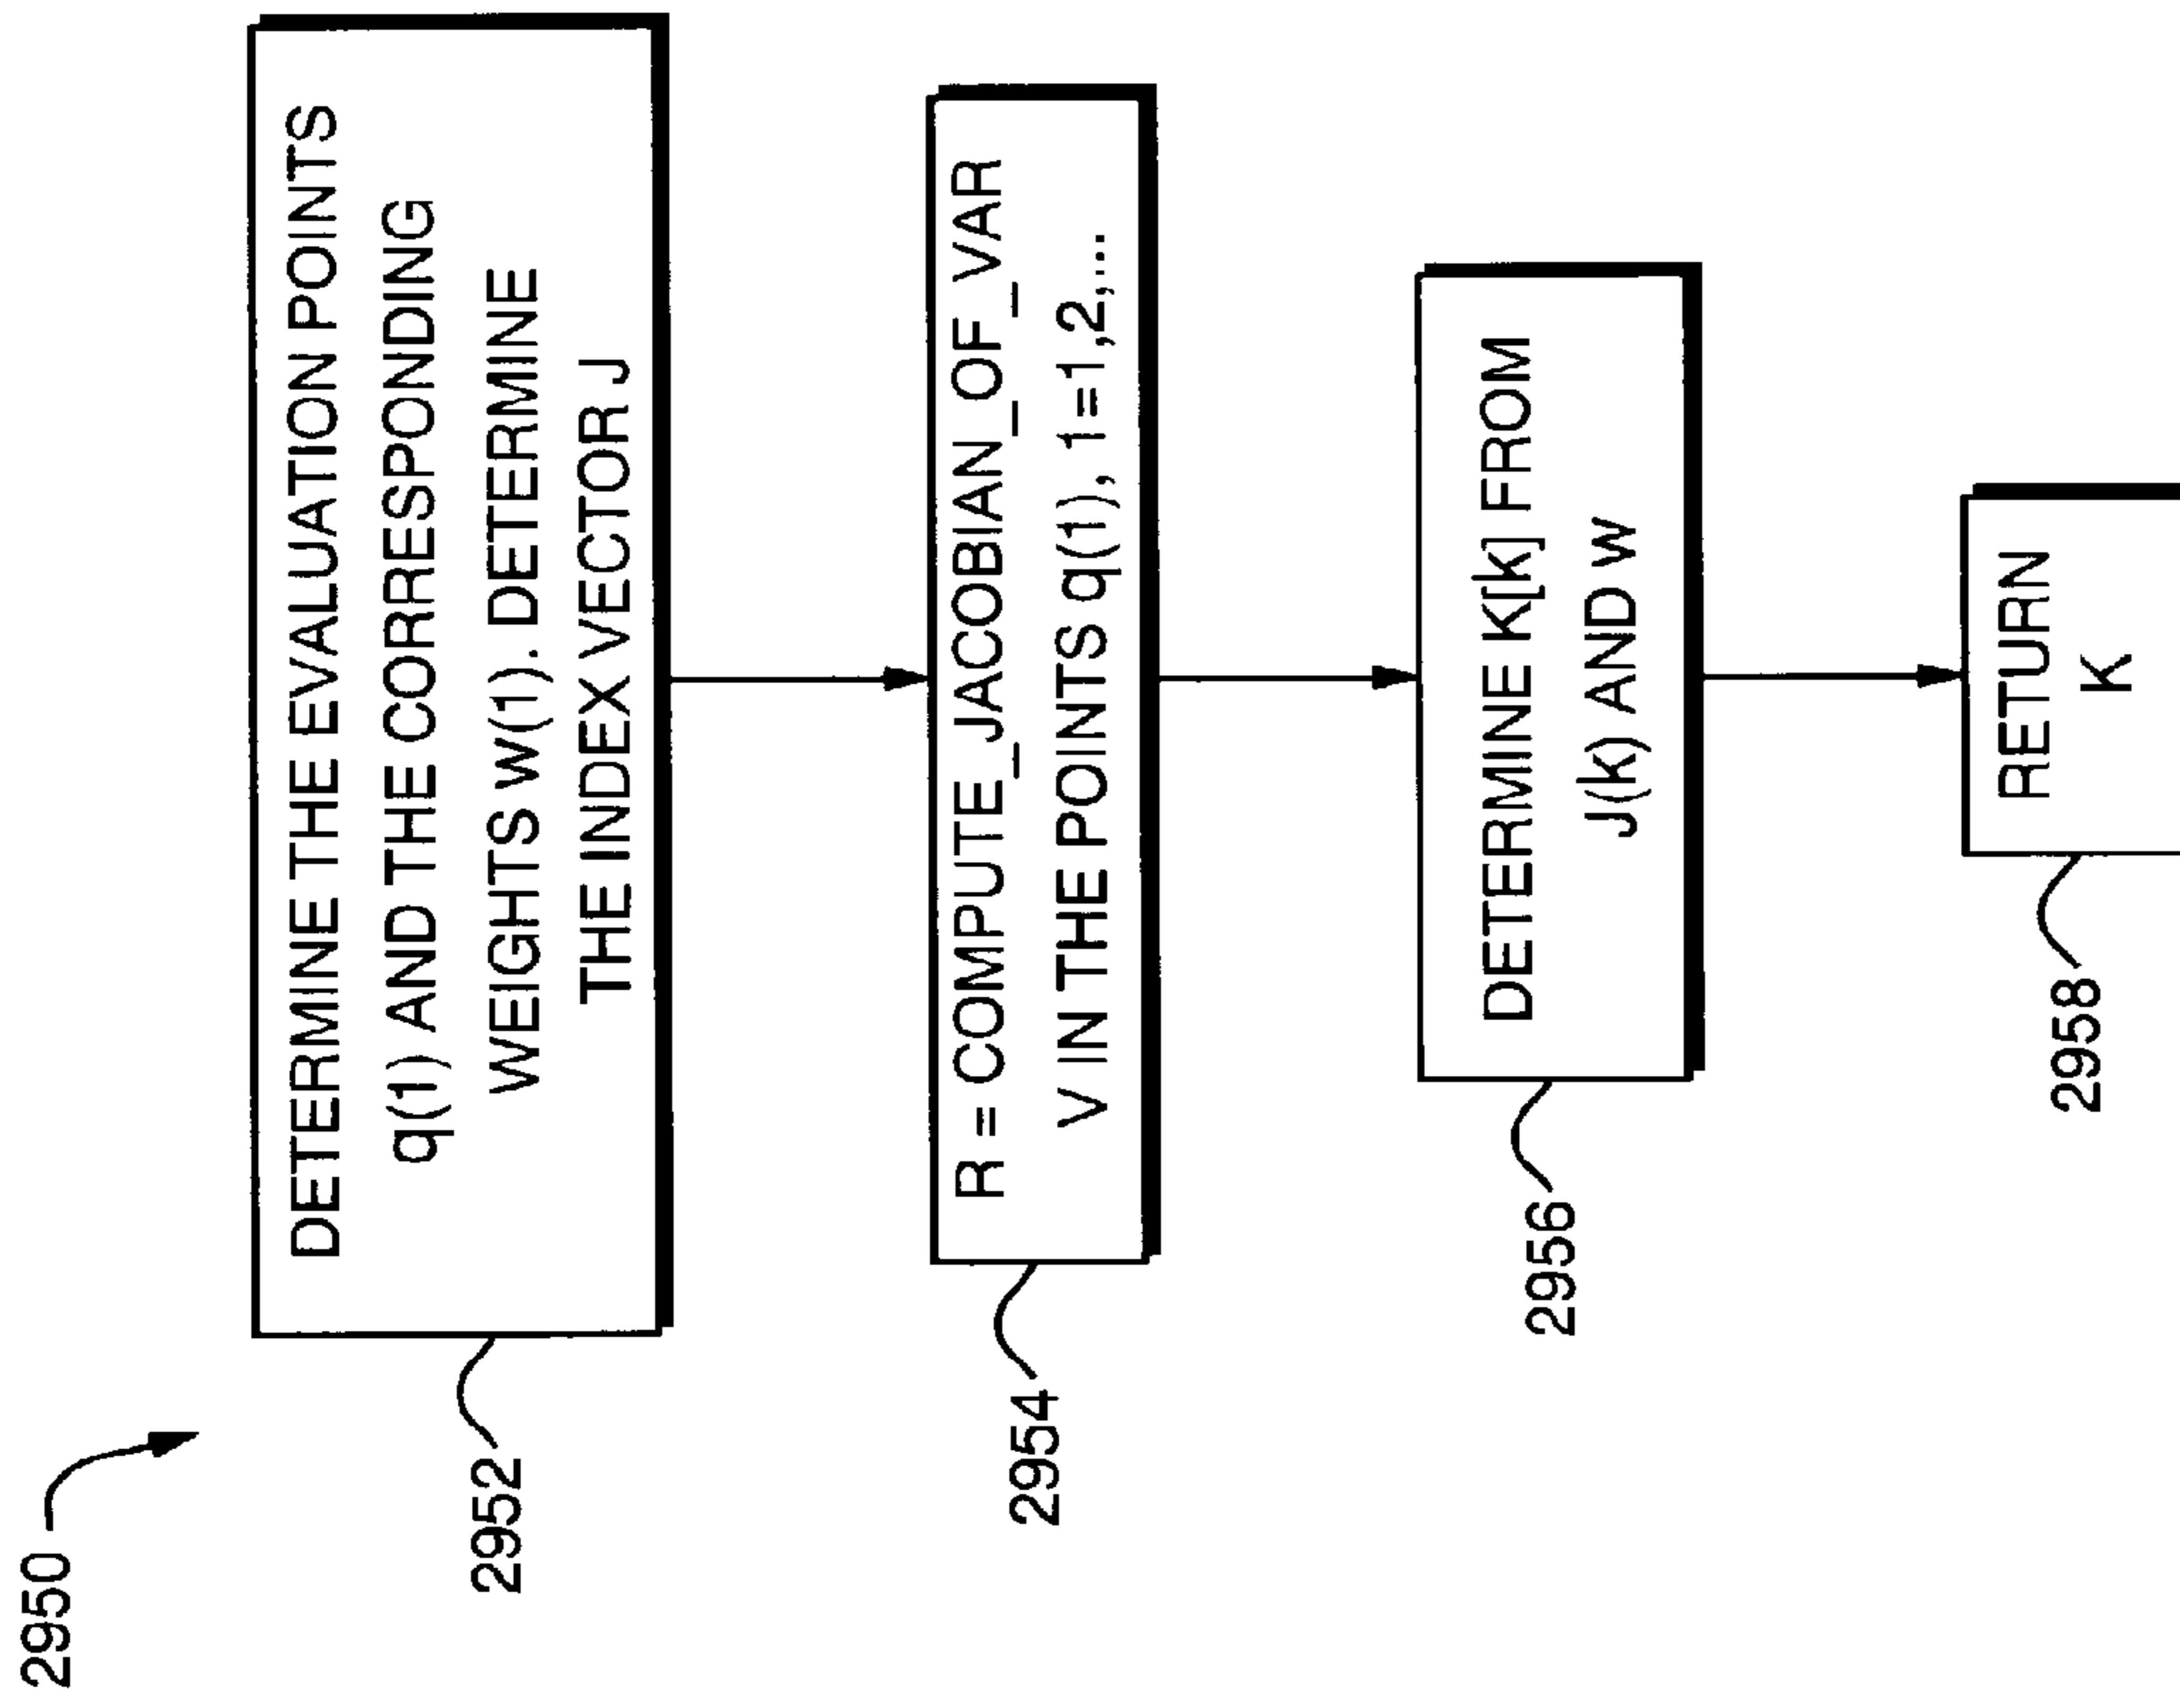 2950
DETERMINE THE EVALUATION POINTS
q(1) AND THE CORRESPONDING
WEIGHTS W(1). DETERMINE
THE INDEX VECTOR J
2952
R = COMPUTE_JACOBIAN_OF_VAR
V IN THE POINTS q(1), 1=1,2,...
2954
DETERMINE K[k] FROM
J(k) AND W
2956
RETURN
K
2958